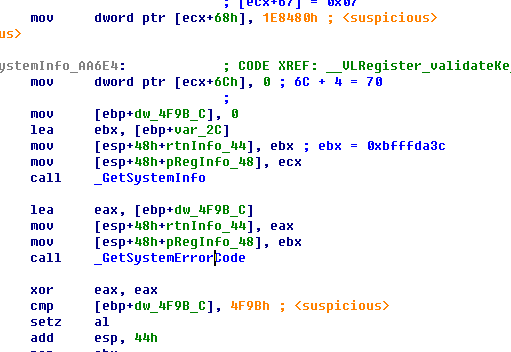 ; [ecx+67] = 0x07
mov dword ptr [ecx+68h], 1E8480h ; <suspicious>
us>
ystemInfo_AA6E4: ; CODE XREF: __VLRegister_validateKe
mov dword ptr [ecx+6Ch], 0 ; 6C + 4 = 70
;
mov [ebp+dw_4F9B_C], 0
lea ebx, [ebp+var_2C]
mov [esp+48h+rtnInfo_44], ebx ; ebx = 0xbfffda3c
mov [esp+48h+pRegInfo_48], ecx
call _GetSystemInfo
lea eax, [ebp+dw_4F9B_C]
mov [esp+48h+rtnInfo_44], eax
mov [esp+48h+pRegInfo_48], ebx
call _GetSystemErrorCode
xor eax, eax
cmp [ebp+dw_4F9B_C], 4F9Bh ; <suspicious>
setz al
add esp, 44h